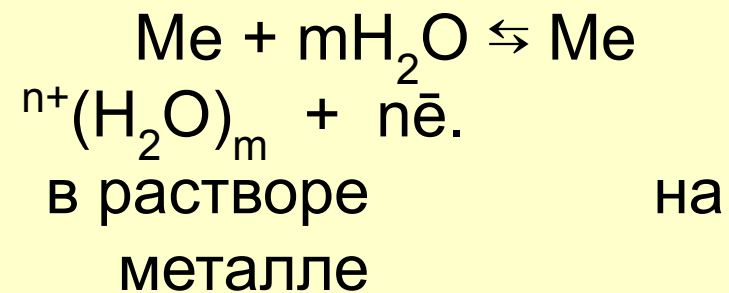 Me + mH₂O ⇆ Me
ⁿ⁺(H₂O)ₘ + nē.
в растворе на
металле